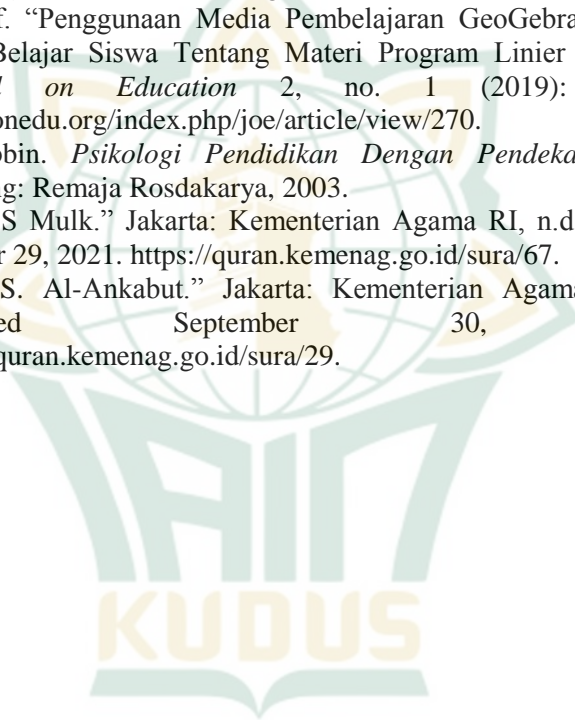 f. “Penggunaan Media Pembelajaran GeoGebra
Belajar Siswa Tentang Materi Program Linier
on Education 2, no. 1 (2019):
onedu.org/index.php/joe/article/view/270.
bin. Psikologi Pendidikan Dengan Pendeka
ng: Remaja Rosdakarya, 2003.
S Mulk.” Jakarta: Kementerian Agama RI, n.d
r 29, 2021. https://quran.kemenag.go.id/sura/67.
S. Al-Ankabut.” Jakarta: Kementerian Agama
ed September 30,
quran.kemenag.go.id/sura/29.
IAIN
KUDUS